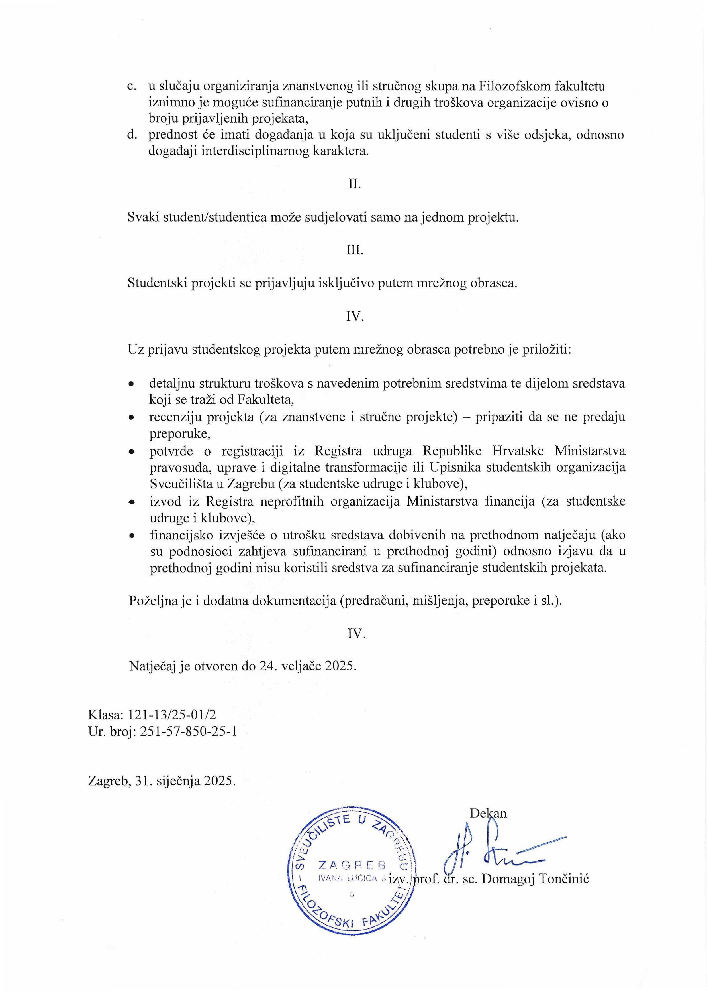 c. u slučaju organiziranja znanstvenog ili stručnog skupa na Filozofskom fakultetu
iznimno je moguće sufinanciranje putnih i drugih troškova organizacije ovisno o
broju prijavljenih projekata,
d. prednost će imati događanja u koja su uključeni studenti s više odsjeka, odnosno
događaji interdisciplinarnog karaktera.
II.
Svaki student/studentica može sudjelovati samo na jednom projektu.
III.
Studentski projekti se prijavljuju isključivo putem mrežnog obrasca.
IV.
Uz prijavu studentskog projekta putem mrežnog obrasca potrebno je priložiti:
• detaljnu strukturu troškova s navedenim potrebnim sredstvima te dijelom sredstava
koji se traži od Fakulteta,
• recenziju projekta (za znanstvene i stručne projekte) – pripaziti da se ne predaju
preporuke,
• potvrde o registraciji iz Registra udruga Republike Hrvatske Ministarstva
pravosuđa, uprave i digitalne transformacije ili Upisnika studentskih organizacija
Sveučilišta u Zagrebu (za studentske udruge i klubove),
• izvod iz Registra neprofitnih organizacija Ministarstva financija (za studentske
udruge i klubove),
• financijsko izvješće o utrošku sredstava dobivenih na prethodnom natječaju (ako
su podnosioci zahtjeva sufinancirani u prethodnoj godini) odnosno izjavu da u
prethodnoj godini nisu koristili sredstva za sufinanciranje studentskih projekata.
Poželjna je i dodatna dokumentacija (predračuni, mišljenja, preporuke i sl.).
IV.
Natječaj je otvoren do 24. veljače 2025.
Klasa: 121-13/25-01/2
Ur. broj: 251-57-850-25-1
Zagreb, 31. siječnja 2025.
Dekan
izv. prof. dr. sc. Domagoj Tončinić
SVEUČILIŠTE U ZAGREBU
ZAGREB
IVANA LUČIĆA 3
3
– FILOZOFSKI FAKULTET